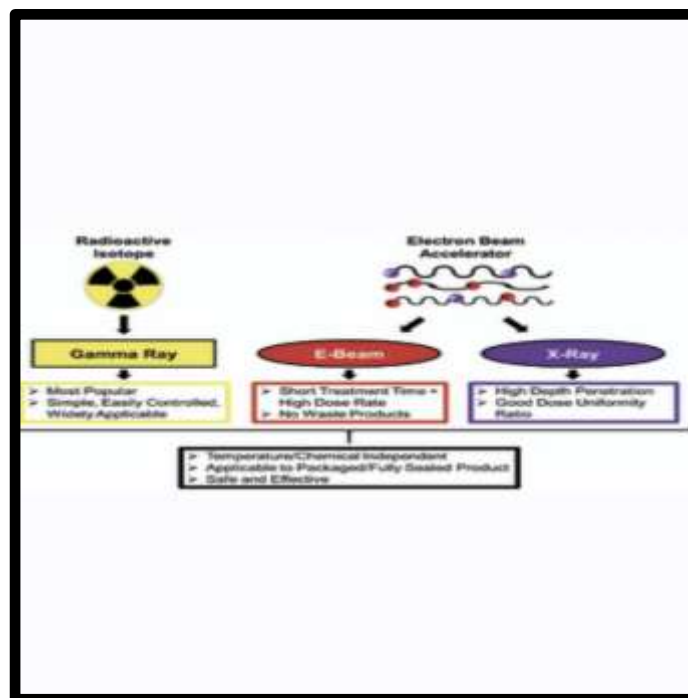 Radioactive
Isotope
Electron Beam
Accelerator
Gamma Ray
E-Beam
X-Ray
➤ Most Popular
➤ Simple, Easily Controlled,
Widely Applicable
➤ Short Treatment Time =
High Dose Rate
➤ No Waste Products
➤ High Depth Penetration
➤ Good Dose Uniformity
Ratio
➤ Temperature/Chemical Independent
➤ Applicable to Packaged/Fully Sealed Product
➤ Safe and Effective